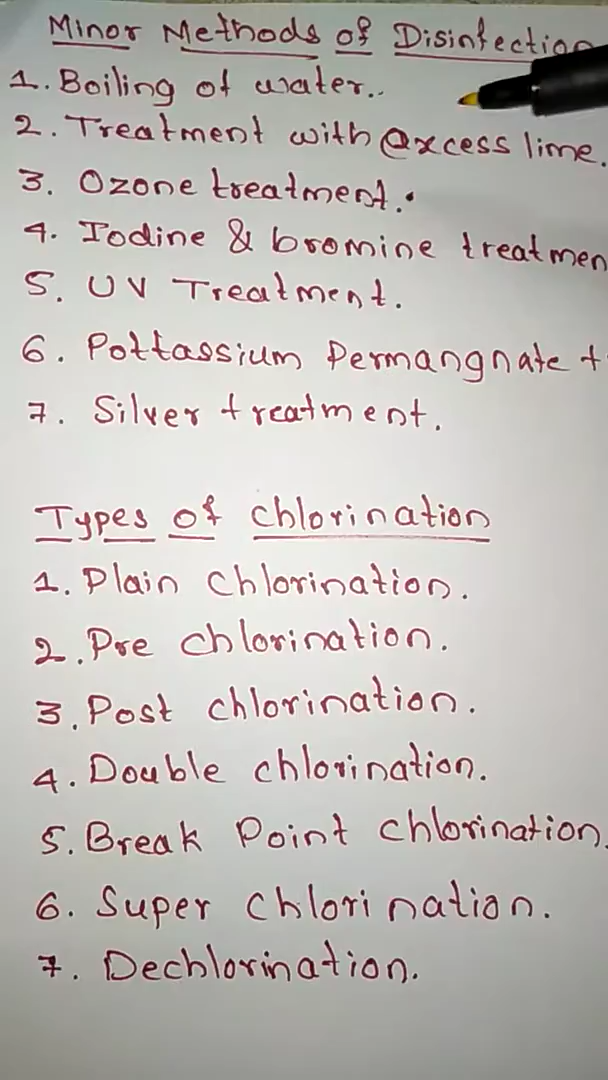 Minor Methods of Disinfection
1. Boiling of water..
2. Treatment with excess lime.
3. Ozone treatment.
4. Iodine & bromine treatmen
5. UV Treatment.
6. Pottassium Permangnate t
7. Silver treatment.
Types of chlorination
1. Plain chlorination.
2. Pre chlorination.
3. Post chlorination.
4. Double chlorination.
5. Break Point chlorination.
6. Super chlorination.
7. Dechlorination.